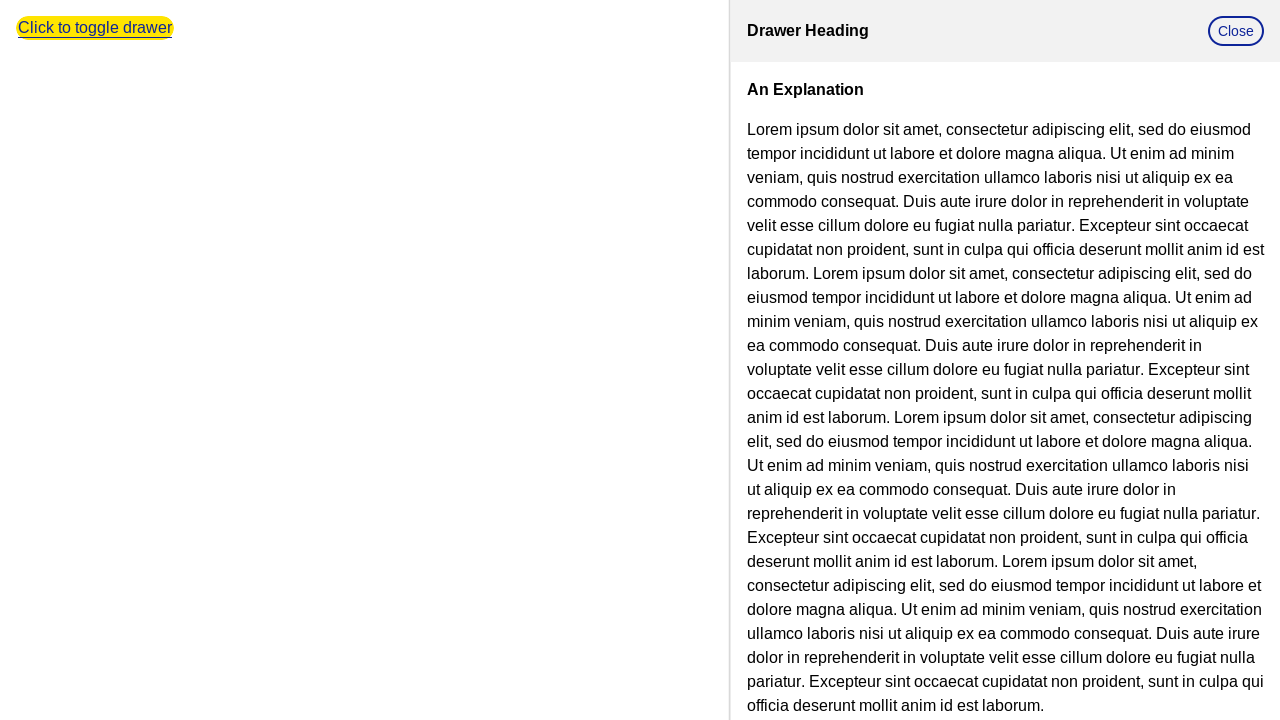 Click to toggle drawer
Drawer Heading
Close
An Explanation
Lorem ipsum dolor sit amet, consectetur adipiscing elit, sed do eiusmod
tempor incididunt ut labore et dolore magna aliqua. Ut enim ad minim
veniam, quis nostrud exercitation ullamco laboris nisi ut aliquip ex ea
commodo consequat. Duis aute irure dolor in reprehenderit in voluptate
velit esse cillum dolore eu fugiat nulla pariatur. Excepteur sint occaecat
cupidatat non proident, sunt in culpa qui officia deserunt mollit anim id est
laborum. Lorem ipsum dolor sit amet, consectetur adipiscing elit, sed do
eiusmod tempor incididunt ut labore et dolore magna aliqua. Ut enim ad
minim veniam, quis nostrud exercitation ullamco laboris nisi ut aliquip ex
ea commodo consequat. Duis aute irure dolor in reprehenderit in
voluptate velit esse cillum dolore eu fugiat nulla pariatur. Excepteur sint
occaecat cupidatat non proident, sunt in culpa qui officia deserunt mollit
anim id est laborum. Lorem ipsum dolor sit amet, consectetur adipiscing
elit, sed do eiusmod tempor incididunt ut labore et dolore magna aliqua.
Ut enim ad minim veniam, quis nostrud exercitation ullamco laboris nisi
ut aliquip ex ea commodo consequat. Duis aute irure dolor in
reprehenderit in voluptate velit esse cillum dolore eu fugiat nulla pariatur.
Excepteur sint occaecat cupidatat non proident, sunt in culpa qui officia
deserunt mollit anim id est laborum. Lorem ipsum dolor sit amet,
consectetur adipiscing elit, sed do eiusmod tempor incididunt ut labore et
dolore magna aliqua. Ut enim ad minim veniam, quis nostrud exercitation
ullamco laboris nisi ut aliquip ex ea commodo consequat. Duis aute irure
dolor in reprehenderit in voluptate velit esse cillum dolore eu fugiat nulla
pariatur. Excepteur sint occaecat cupidatat non proident, sunt in culpa qui
officia deserunt mollit anim id est laborum.